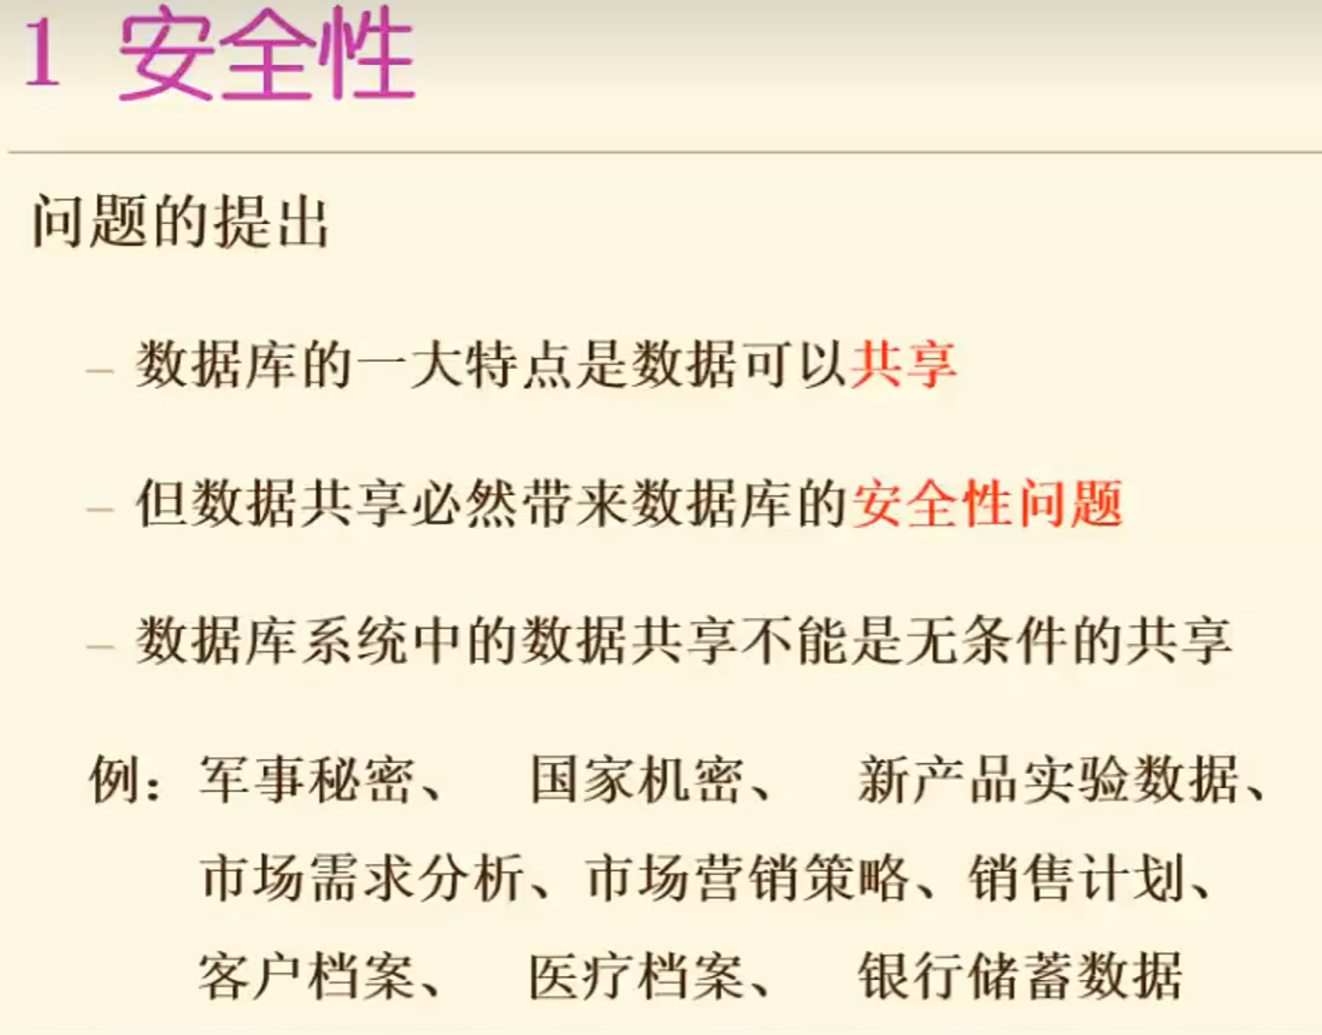 1 安全性
问题的提出
– 数据库的一大特点是数据可以共享
– 但数据共享必然带来数据库的安全性问题
– 数据库系统中的数据共享不能是无条件的共享
例：军事秘密、 国家机密、 新产品实验数据、
市场需求分析、市场营销策略、销售计划、
客户档案、 医疗档案、 银行储蓄数据